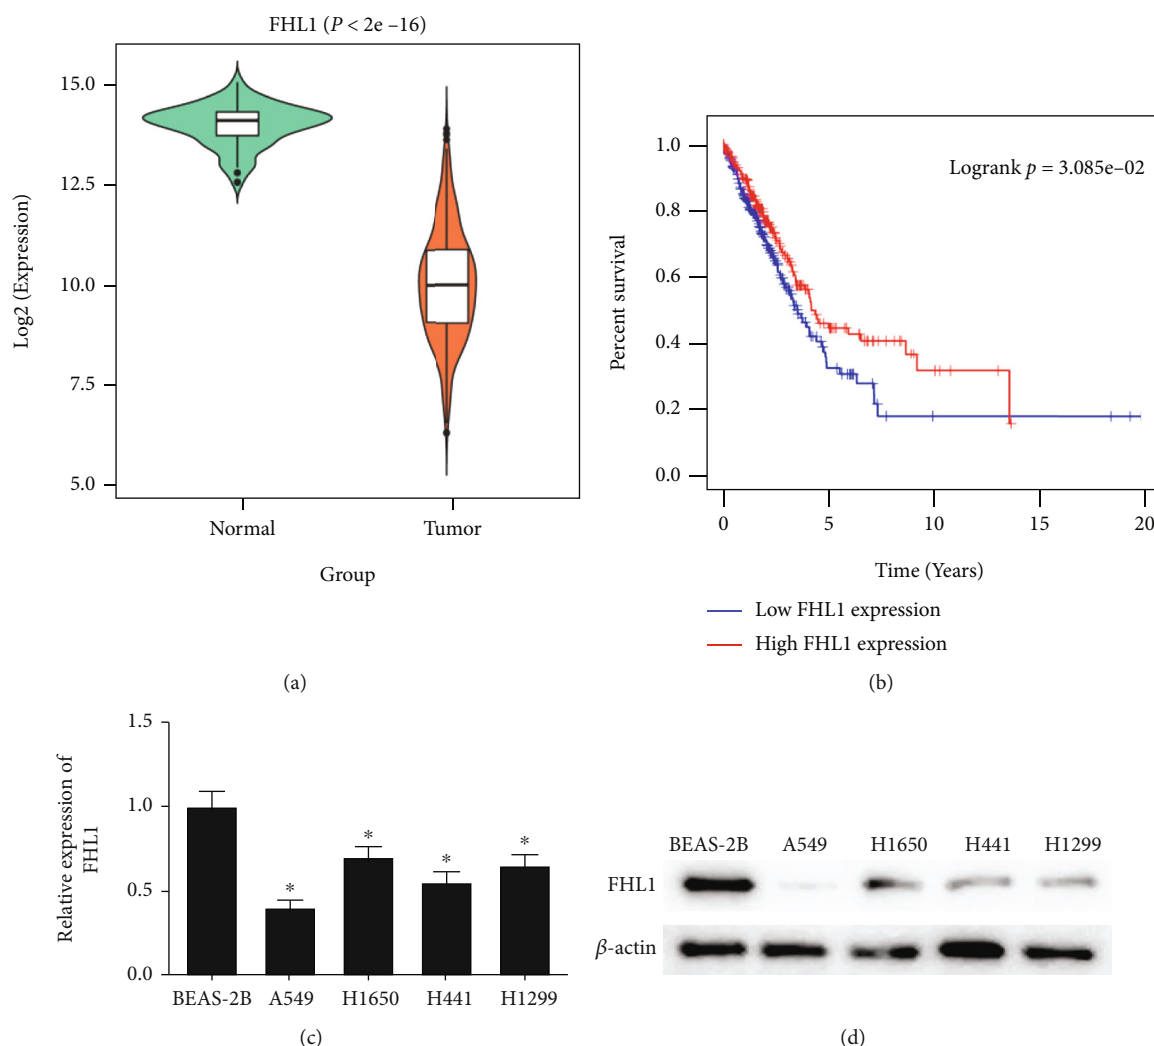 FHL1 (P < 2e –16)
Log2 (Expression)
15.0
12.5
10.0
7.5
5.0
Normal
Tumor
Group
(a)
Logrank p = 3.085e–02
Percent survival
1.0
0.8
0.6
0.4
0.2
0.0
0
5
10
15
20
Time (Years)
Low FHL1 expression
High FHL1 expression
(b)
Relative expression of
FHL1
1.5
1.0
0.5
0.0
*
*
*
*
BEAS-2B
A549
H1650
H441
H1299
(c)
BEAS-2B
A549
H1650
H441
H1299
FHL1
β-actin
(d)